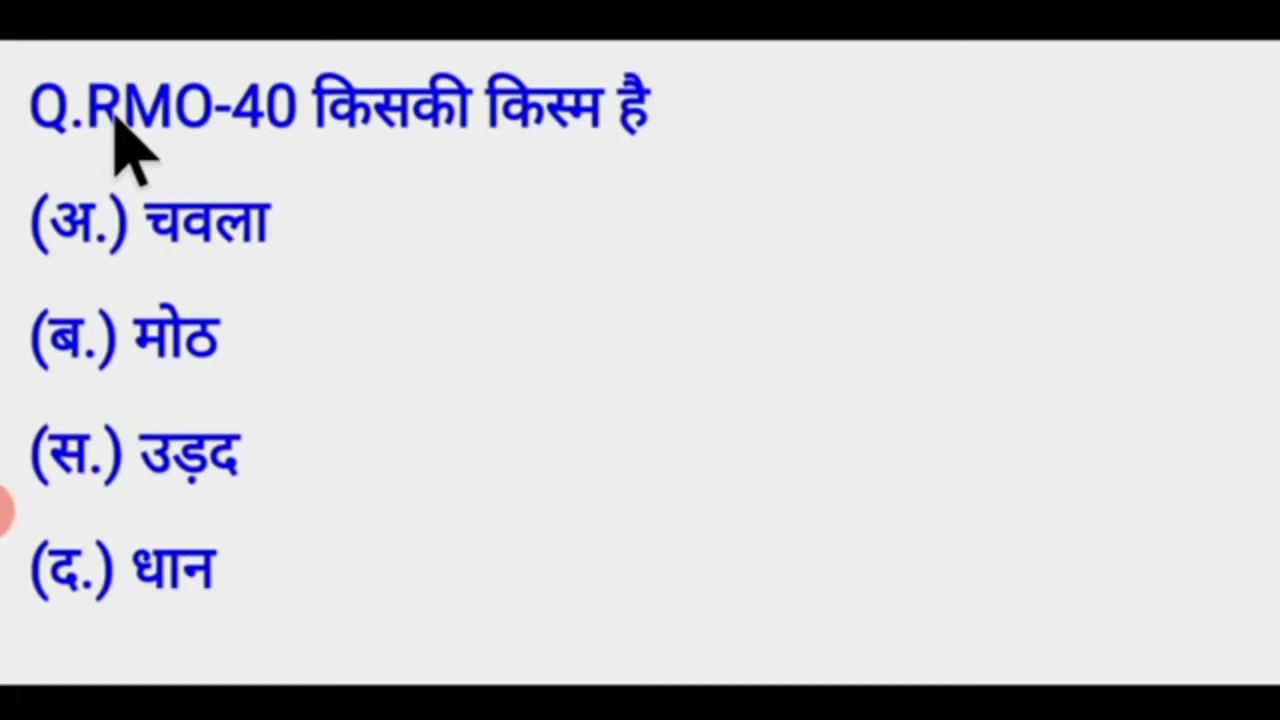 Q.RMO-40 किसकी किस्म है
(अ.) चवला
(ब.) मोठ
(स.) उड़द
(द.) धान